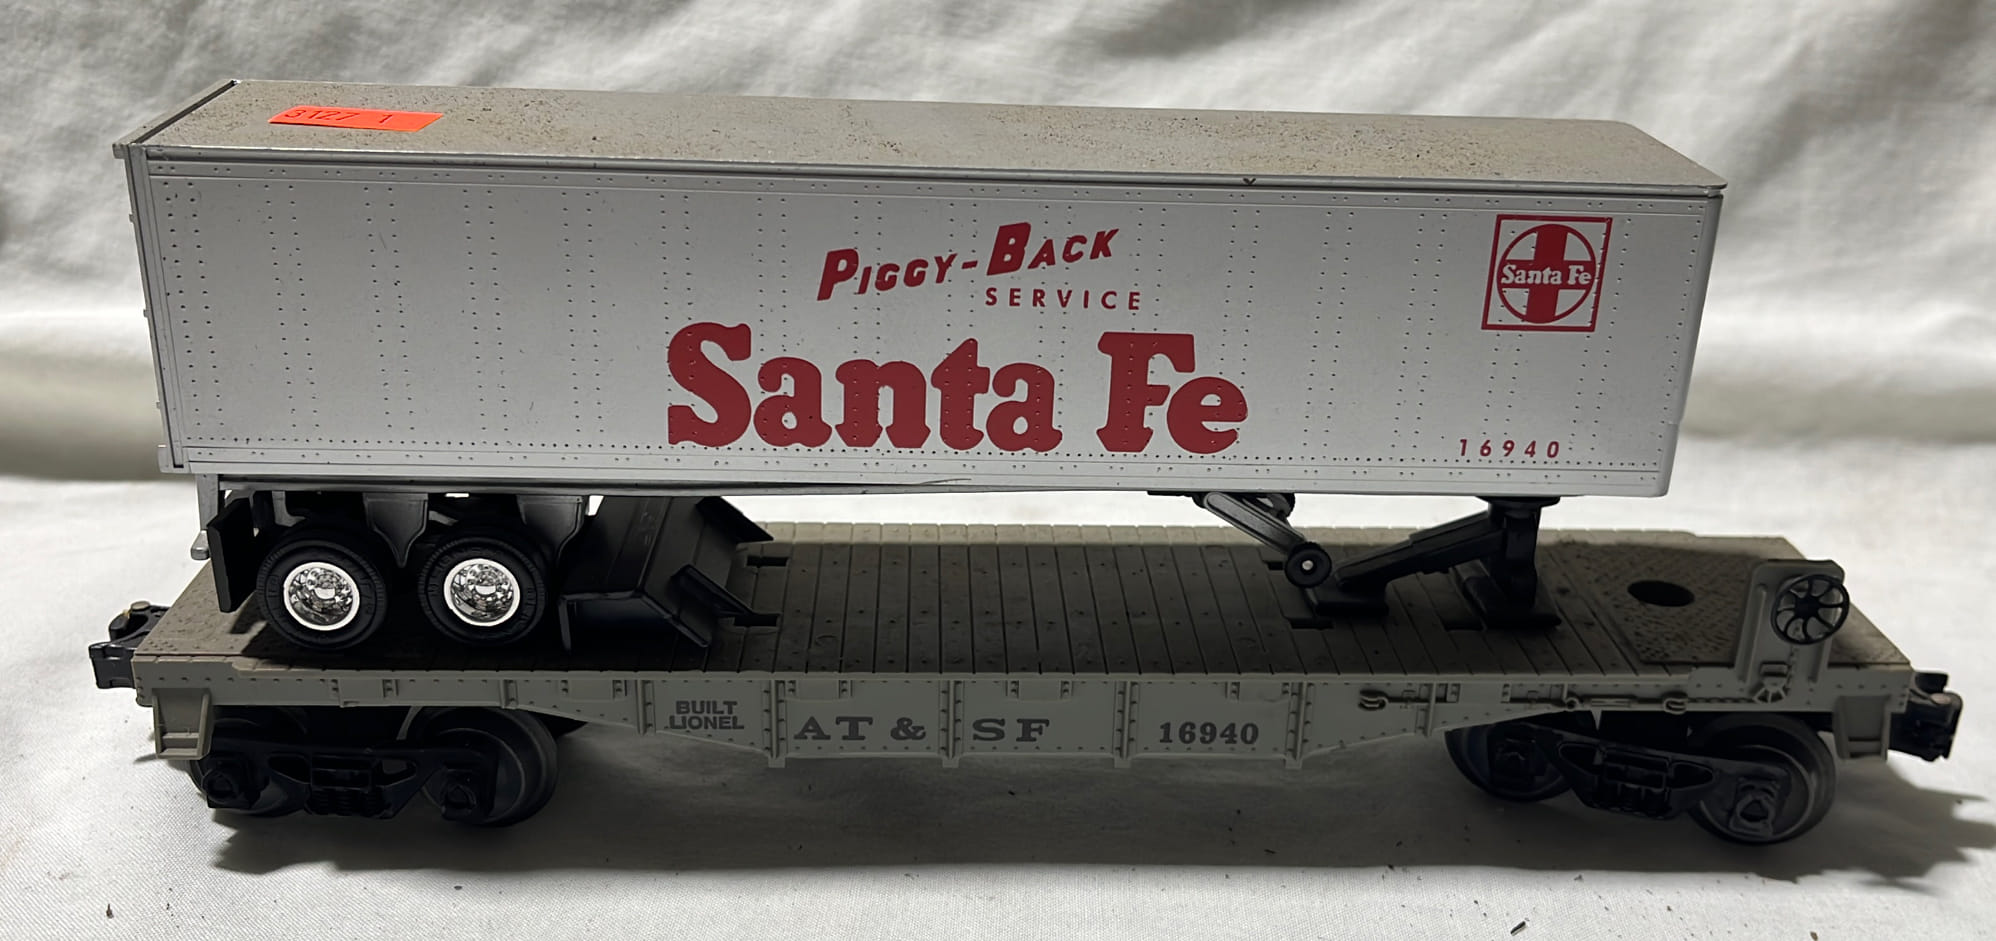 3127 1
PIGGY-BACK
SERVICE
Santa Fe
Santa Fe
16940
BUILT
LIONEL
AT & SF
16940